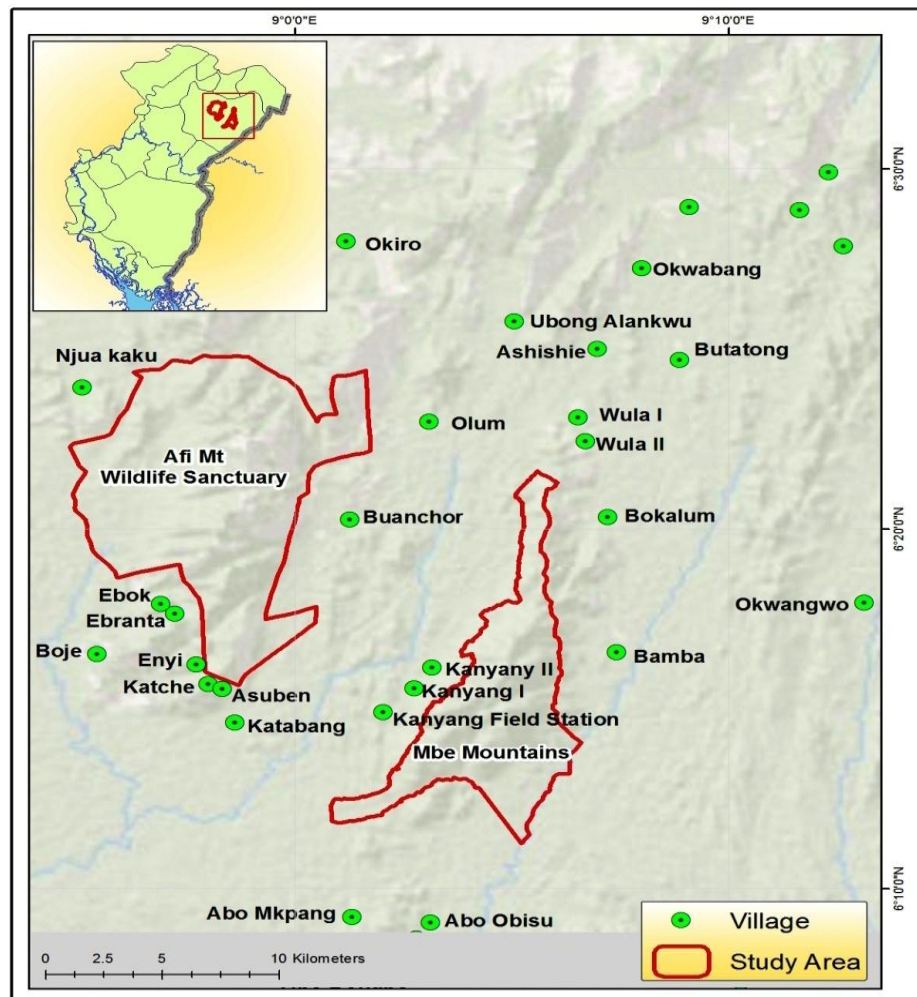 9°0'0"E
9°10'0"E
6°30'0"N
Okiro
Okwabang
Ubong Alankwu
Ashishie
Butatong
Njua kaku
Olum
Wula I
Wula II
Afi Mt
Wildlife Sanctuary
Buanchor
Bokalum
6°20'0"N
Ebok
Ebranta
Okwangwo
Boje
Enyi
Bamba
Kanyany II
Katche
Asuben
Kanyang I
Katabang
Kanyang Field Station
Mbe Mountains
6°10'0"N
Abo Mkpang
Abo Obisu
Village
Study Area
0 2.5 5 10 Kilometers